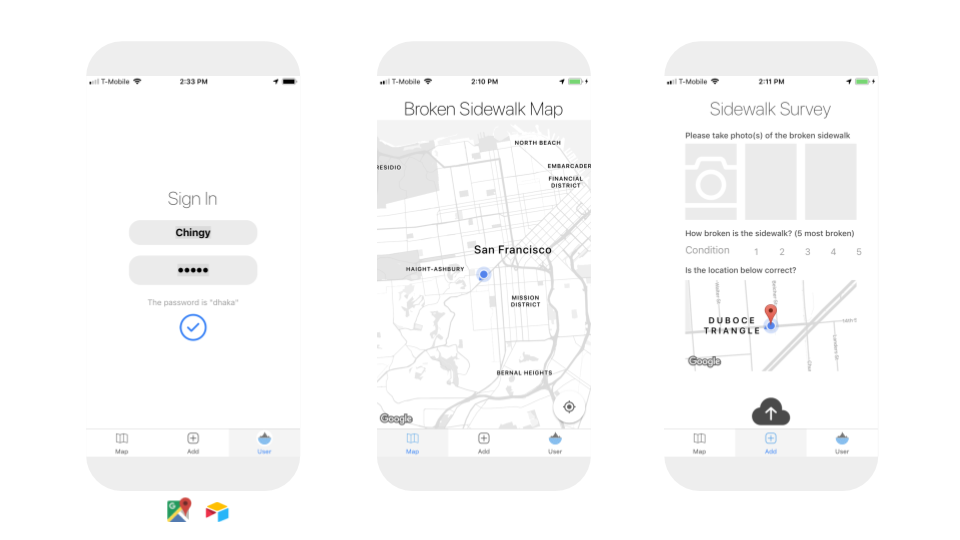 T-Mobile 2:33 PM
Sign In
Chingy
•••••
The password is "dhaka"
Map Add User
T-Mobile 2:10 PM
Broken Sidewalk Map
NORTH BEACH
RESIDIO
EMBARCADER
FINANCIAL
DISTRICT
San Francisco
HAIGHT-ASHBURY
MISSION
DISTRICT
BERNAL HEIGHTS
Google
Map Add User
T-Mobile 2:11 PM
Sidewalk Survey
Please take photo(s) of the broken sidewalk
How broken is the sidewalk? (5 most broken)
Condition 1 2 3 4 5
Is the location below correct?
DUBOCE
TRIANGLE
Google
Map Add User